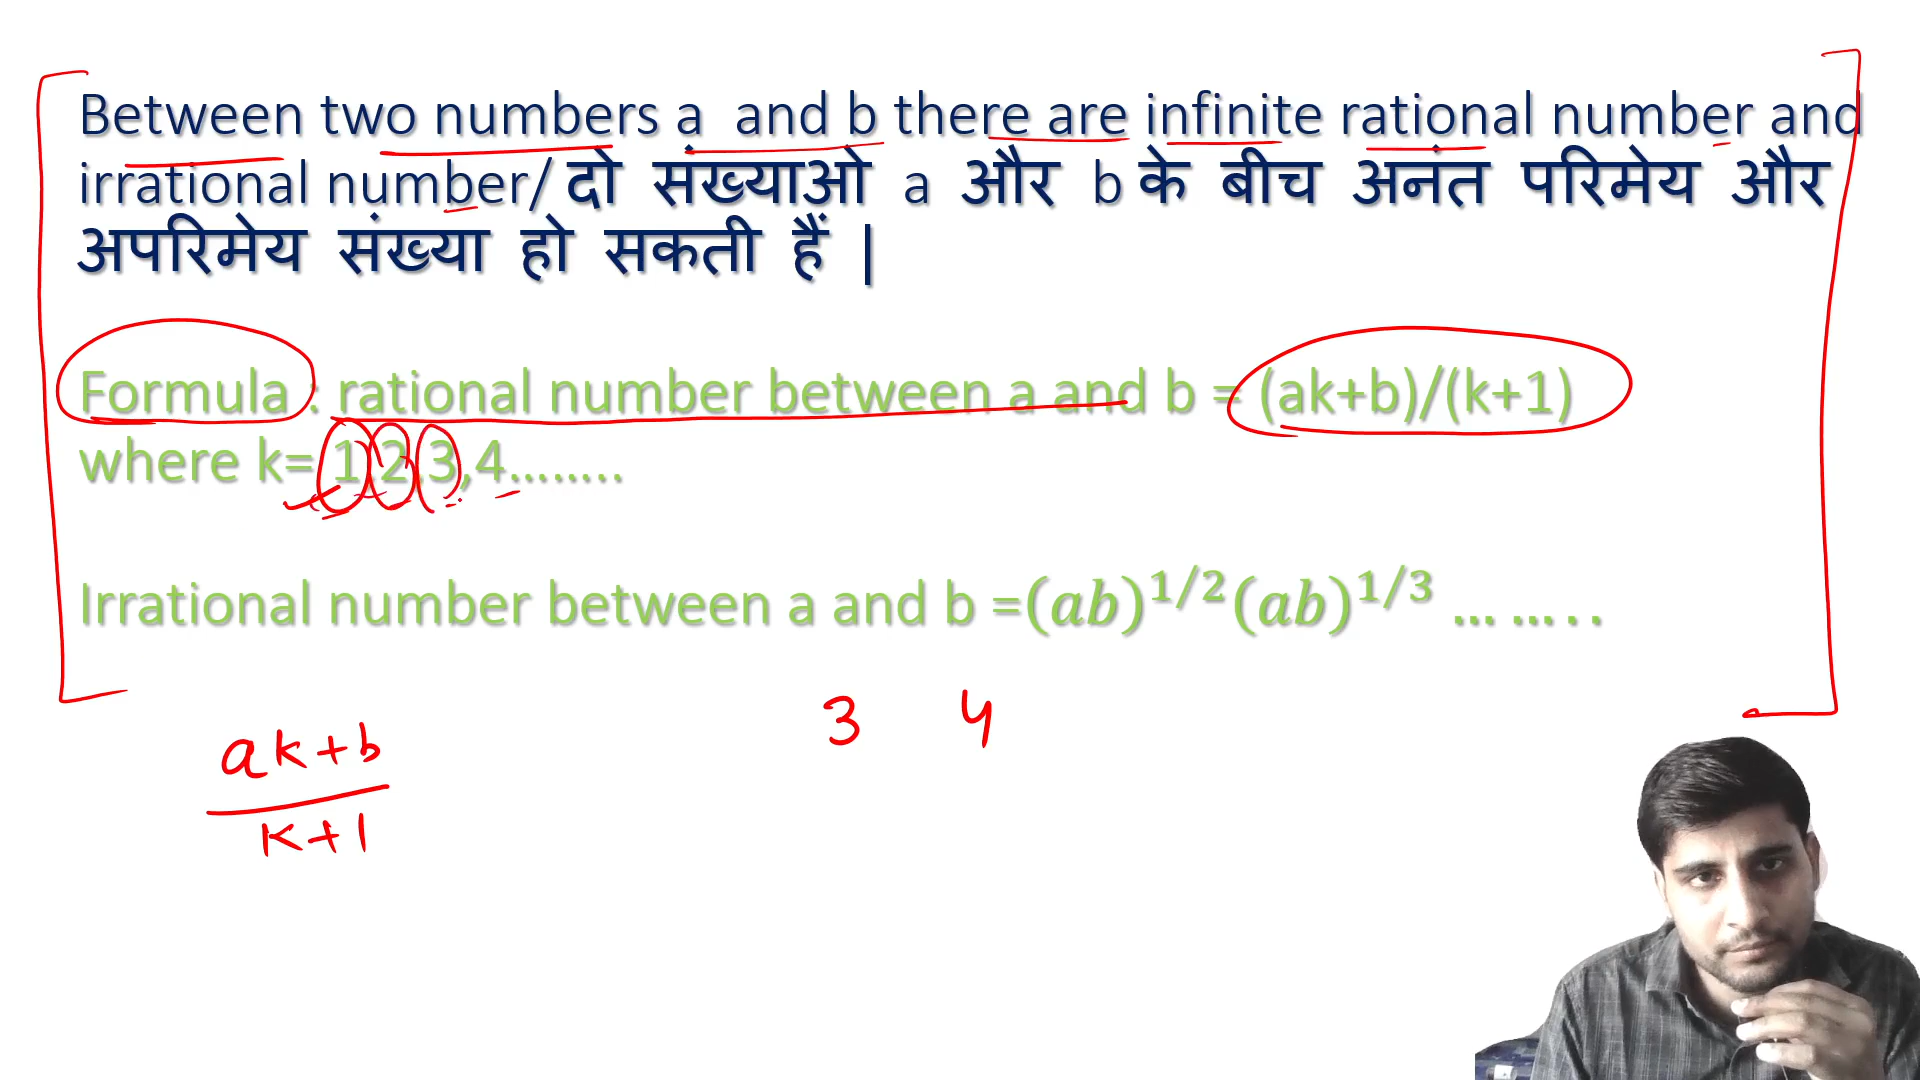 Between two numbers a and b there are infinite rational number and
irrational number/ दो संख्याओ a और b के बीच अनंत परिमेय और
अपरिमेय संख्या हो सकती हैं |
Formula : rational number between a and b = (ak+b)/(k+1)
where k= 1,2,3,4........
Irrational number between a and b =(ab)^{1/2}(ab)^{1/3} ........
3 4
ak+b
k+1